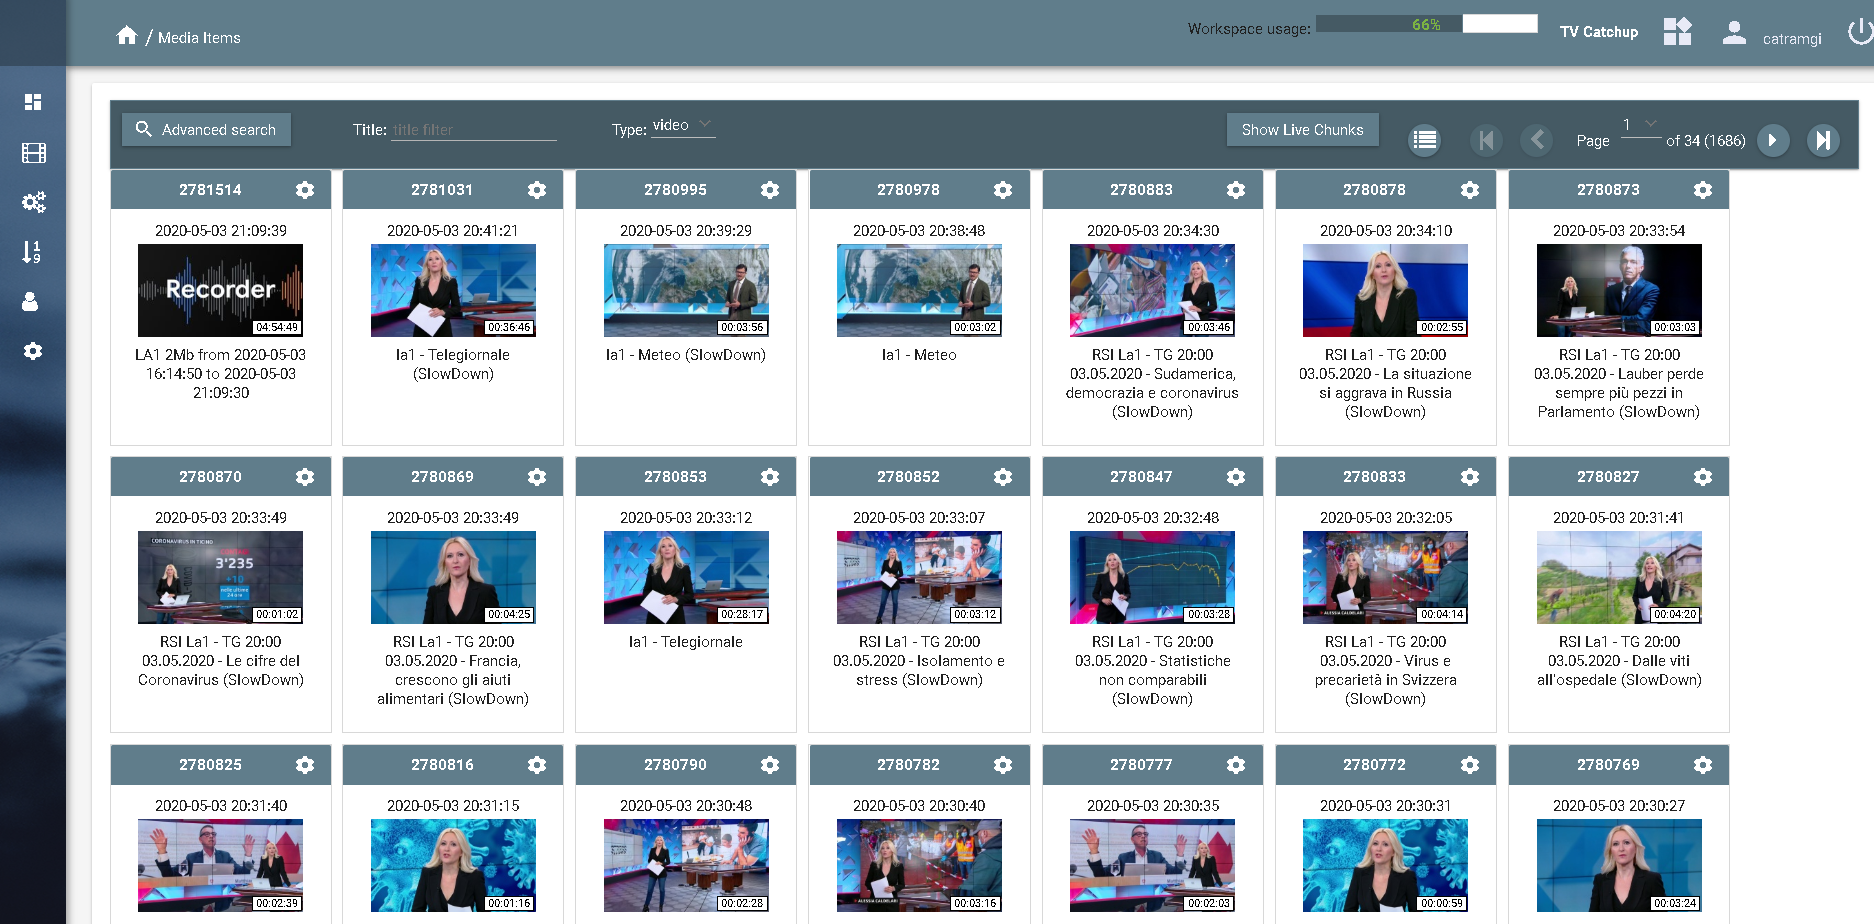 / Media Items
Workspace usage: 66%
TV Catchup
catramgi
Advanced search
Title: title filter
Type: video
Show Live Chunks
Page 1 of 34 (1686)
2781514
2020-05-03 21:09:39
Recorder
04:54:49
LA1 2Mb from 2020-05-03
16:14:50 to 2020-05-03
21:09:30
2781031
2020-05-03 20:41:21
00:36:46
la1 - Telegiornale
(SlowDown)
2780995
2020-05-03 20:39:29
00:03:56
la1 - Meteo (SlowDown)
2780978
2020-05-03 20:38:48
00:03:02
la1 - Meteo
2780883
2020-05-03 20:34:30
00:03:46
RSI La1 - TG 20:00
03.05.2020 - Sudamerica,
democrazia e coronavirus
(SlowDown)
2780878
2020-05-03 20:34:10
00:02:55
RSI La1 - TG 20:00
03.05.2020 - La situazione
si aggrava in Russia
(SlowDown)
2780873
2020-05-03 20:33:54
00:03:03
RSI La1 - TG 20:00
03.05.2020 - Lauber perde
sempre più pezzi in
Parlamento (SlowDown)
2780870
2020-05-03 20:33:49
CORONAVIRUS IN TICINO
3'235
+10
nelle ultime
24 ore
00:01:02
RSI La1 - TG 20:00
03.05.2020 - Le cifre del
Coronavirus (SlowDown)
2780869
2020-05-03 20:33:49
00:04:25
RSI La1 - TG 20:00
03.05.2020 - Francia,
crescono gli aiuti
alimentari (SlowDown)
2780853
2020-05-03 20:33:12
00:28:17
la1 - Telegiornale
2780852
2020-05-03 20:33:07
00:03:12
RSI La1 - TG 20:00
03.05.2020 - Isolamento e
stress (SlowDown)
2780847
2020-05-03 20:32:48
00:03:28
RSI La1 - TG 20:00
03.05.2020 - Statistiche
non comparabili
(SlowDown)
2780833
2020-05-03 20:32:05
ALESSIA CALDELARI
00:04:14
RSI La1 - TG 20:00
03.05.2020 - Virus e
precarietà in Svizzera
(SlowDown)
2780827
2020-05-03 20:31:41
00:04:20
RSI La1 - TG 20:00
03.05.2020 - Dalle viti
all'ospedale (SlowDown)
2780825
2020-05-03 20:31:40
00:02:39
2780816
2020-05-03 20:31:15
00:01:16
2780790
2020-05-03 20:30:48
00:02:28
2780782
2020-05-03 20:30:40
ALESSIA CALDELARI
00:03:16
2780777
2020-05-03 20:30:35
00:02:03
2780772
2020-05-03 20:30:31
00:00:59
2780769
2020-05-03 20:30:27
00:03:24